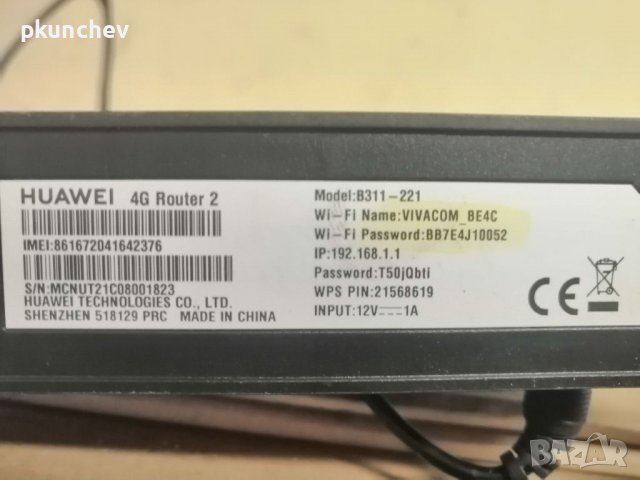 pkunchev
HUAWEI 4G Router 2
IMEI:861672041642376
S/N:MCNUT21C08001823
HUAWEI TECHNOLOGIES CO., LTD.
SHENZHEN 518129 PRC MADE IN CHINA
Model:B311-221
Wi-Fi Name:VIVACOM_BE4C
Wi-Fi Password:BB7E4J10052
IP:192.168.1.1
Password:T50jQbti
WPS PIN:21568619
INPUT:12V⎓1A
CE
BAZAR